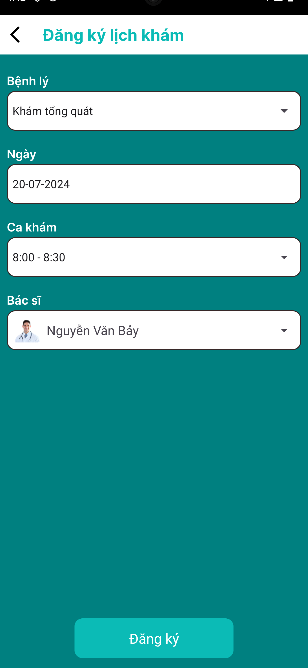 Đăng ký lịch khám
Bệnh lý
Khám tổng quát
Ngày
20-07-2024
Ca khám
8:00 - 8:30
Bác sĩ
Nguyễn Văn Bảy
Đăng ký